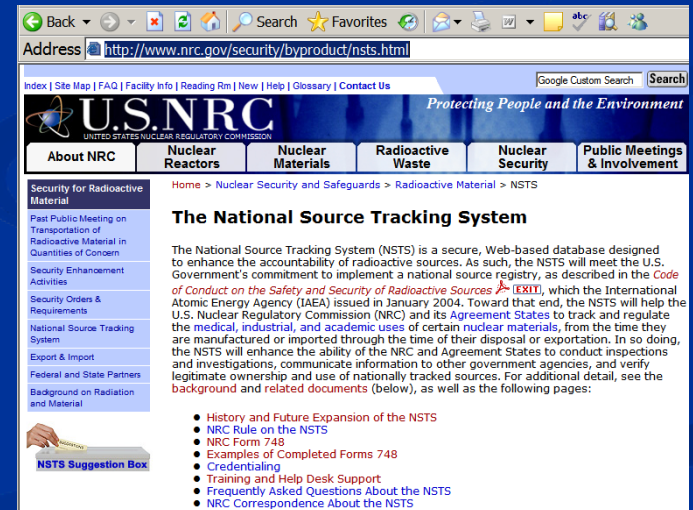 Back Search Favorites
Address http://www.nrc.gov/security/byproduct/nsts.html
Index | Site Map | FAQ | Facility Info | Reading Rm | New | Help | Glossary | Contact Us
Google Custom Search Search
U.S.NRC
UNITED STATES NUCLEAR REGULATORY COMMISSION
Protecting People and the Environment
About NRC
Nuclear Reactors
Nuclear Materials
Radioactive Waste
Nuclear Security
Public Meetings & Involvement
Security for Radioactive
Material
Past Public Meeting on
Transportation of
Radioactive Material in
Quantities of Concern
Security Enhancement
Activities
Security Orders &
Requirements
National Source Tracking
System
Export & Import
Federal and State Partners
Background on Radiation
and Material
NSTS Suggestion Box
Home > Nuclear Security and Safeguards > Radioactive Material > NSTS
The National Source Tracking System
The National Source Tracking System (NSTS) is a secure, Web-based database designed
to enhance the accountability of radioactive sources. As such, the NSTS will meet the U.S.
Government's commitment to implement a national source registry, as described in the Code
of Conduct on the Safety and Security of Radioactive Sources EXIT, which the International
Atomic Energy Agency (IAEA) issued in January 2004. Toward that end, the NSTS will help the
U.S. Nuclear Regulatory Commission (NRC) and its Agreement States to track and regulate
the medical, industrial, and academic uses of certain nuclear materials, from the time they
are manufactured or imported through the time of their disposal or exportation. In so doing,
the NSTS will enhance the ability of the NRC and Agreement States to conduct inspections
and investigations, communicate information to other government agencies, and verify
legitimate ownership and use of nationally tracked sources. For additional detail, see the
background and related documents (below), as well as the following pages:
● History and Future Expansion of the NSTS
● NRC Rule on the NSTS
● NRC Form 748
● Examples of Completed Forms 748
● Credentialing
● Training and Help Desk Support
● Frequently Asked Questions About the NSTS
● NRC Correspondence About the NSTS